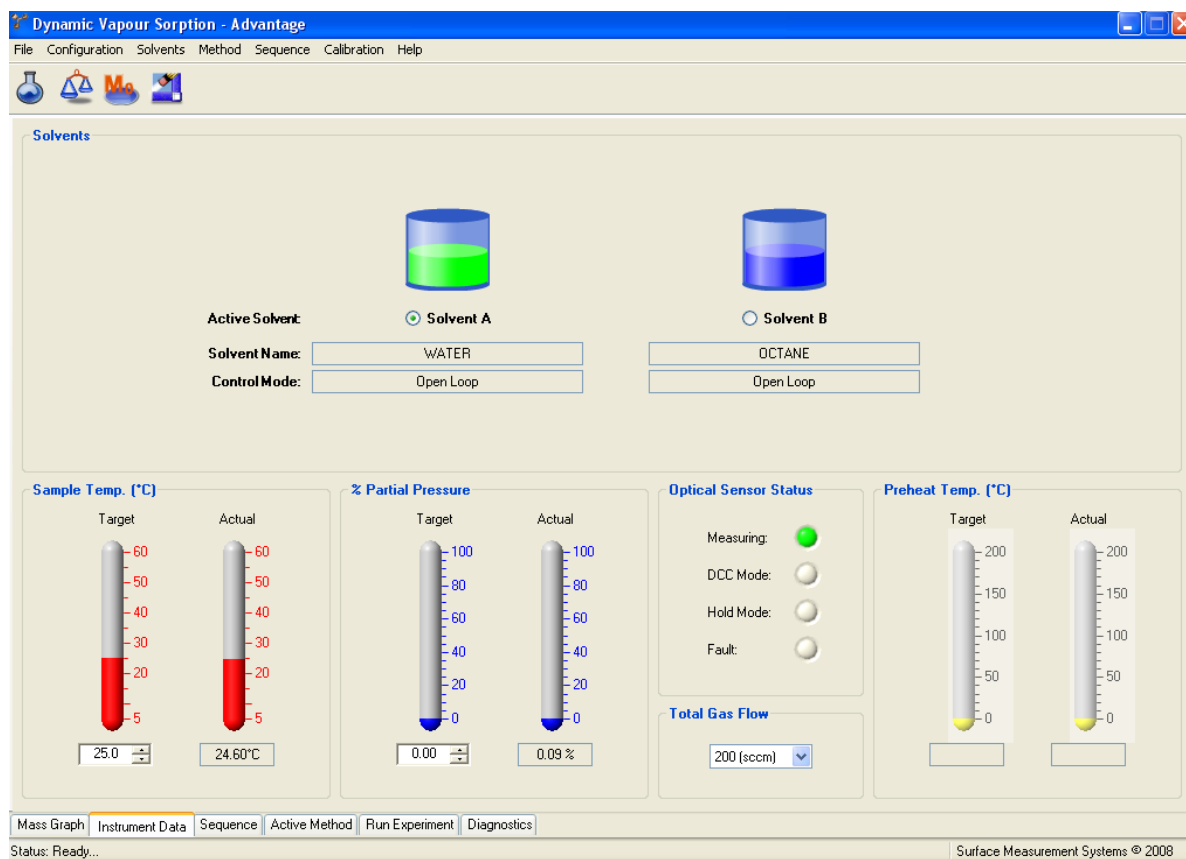 Dynamic Vapour Sorption - Advantage
File Configuration Solvents Method Sequence Calibration Help
Mo
Solvents
Active Solvent: Solvent A Solvent B
Solvent Name: WATER OCTANE
Control Mode: Open Loop Open Loop
Sample Temp. (°C) % Partial Pressure Optical Sensor Status Preheat Temp. (°C)
Target Actual Target Actual Target Actual
Measuring:
60 60 100 100 200 200
DCC Mode:
50 50 80 80 150 150
40 40 60 60 Hold Mode: 100 100
30 30 40 40 Fault:
20 20 20 20 50 50
5 5 0 0 0 0
Total Gas Flow
25.0 24.60°C 0.00 0.09 % 200 (sccm)
Mass Graph Instrument Data Sequence Active Method Run Experiment Diagnostics
Status: Ready... Surface Measurement Systems © 2008